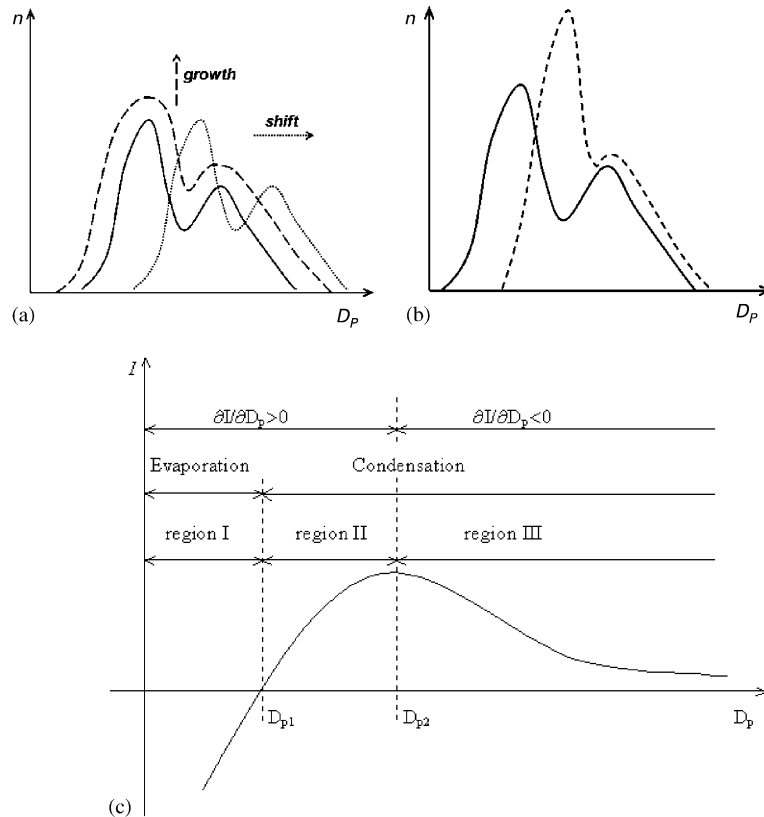 n
growth
shift
D_P
(a)
n
D_P
(b)
I
∂I/∂D_p>0
∂I/∂D_p<0
Evaporation
Condensation
region I
region II
region III
D_p1
D_p2
D_p
(c)